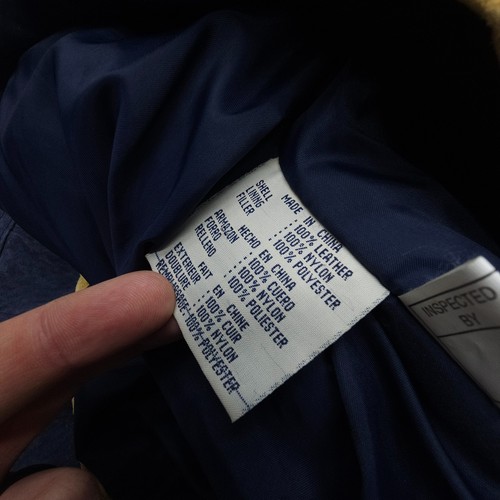 MADE IN CHINA
SHELL : 100% LEATHER
LINING : 100% NYLON
FILLER : 100% POLYESTER
HECHO EN CHINA
ARMAZON : 100% CUERO
FORRO : 100% NYLON
RELLENO : 100% POLIESTER
FAIT EN CHINE
EXTERIEUR : 100% CUIR
DOUBLURE : 100% NYLON
100% POLYESTER
INSPECTED
BY